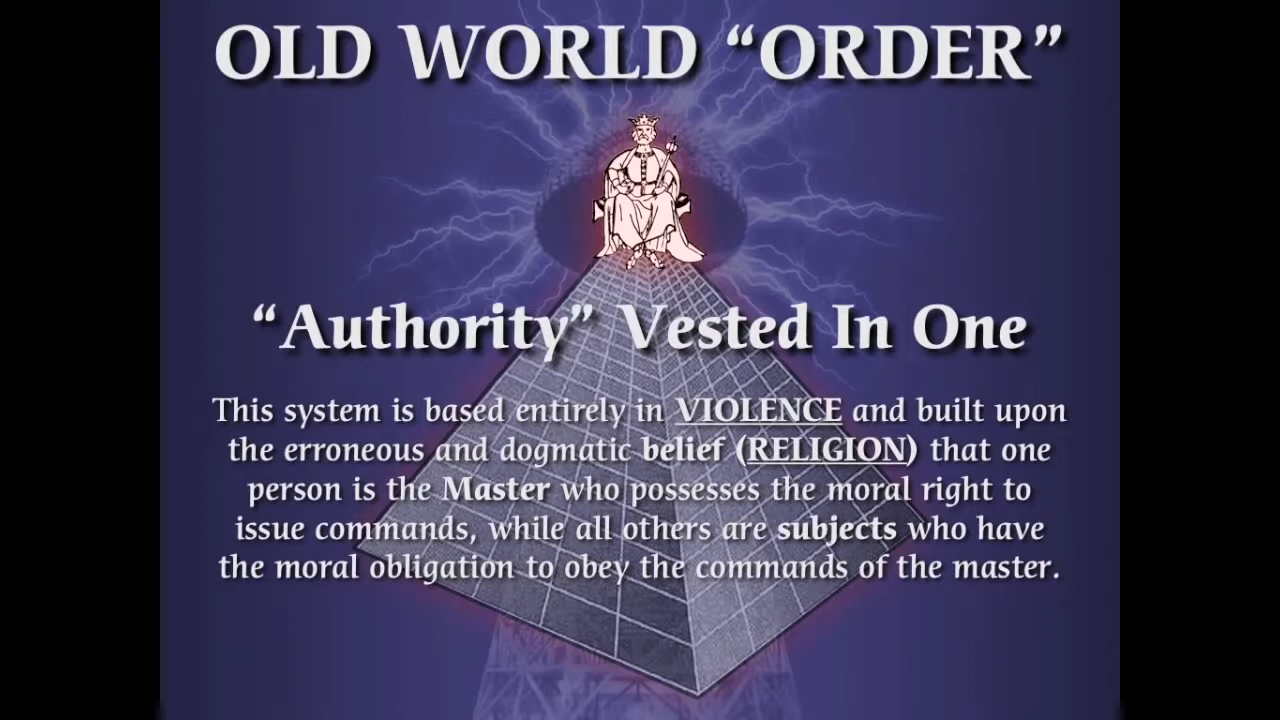 OLD WORLD “ORDER”
“Authority” Vested In One
This system is based entirely in VIOLENCE and built upon
the erroneous and dogmatic belief (RELIGION) that one
person is the Master who possesses the moral right to
issue commands, while all others are subjects who have
the moral obligation to obey the commands of the master.